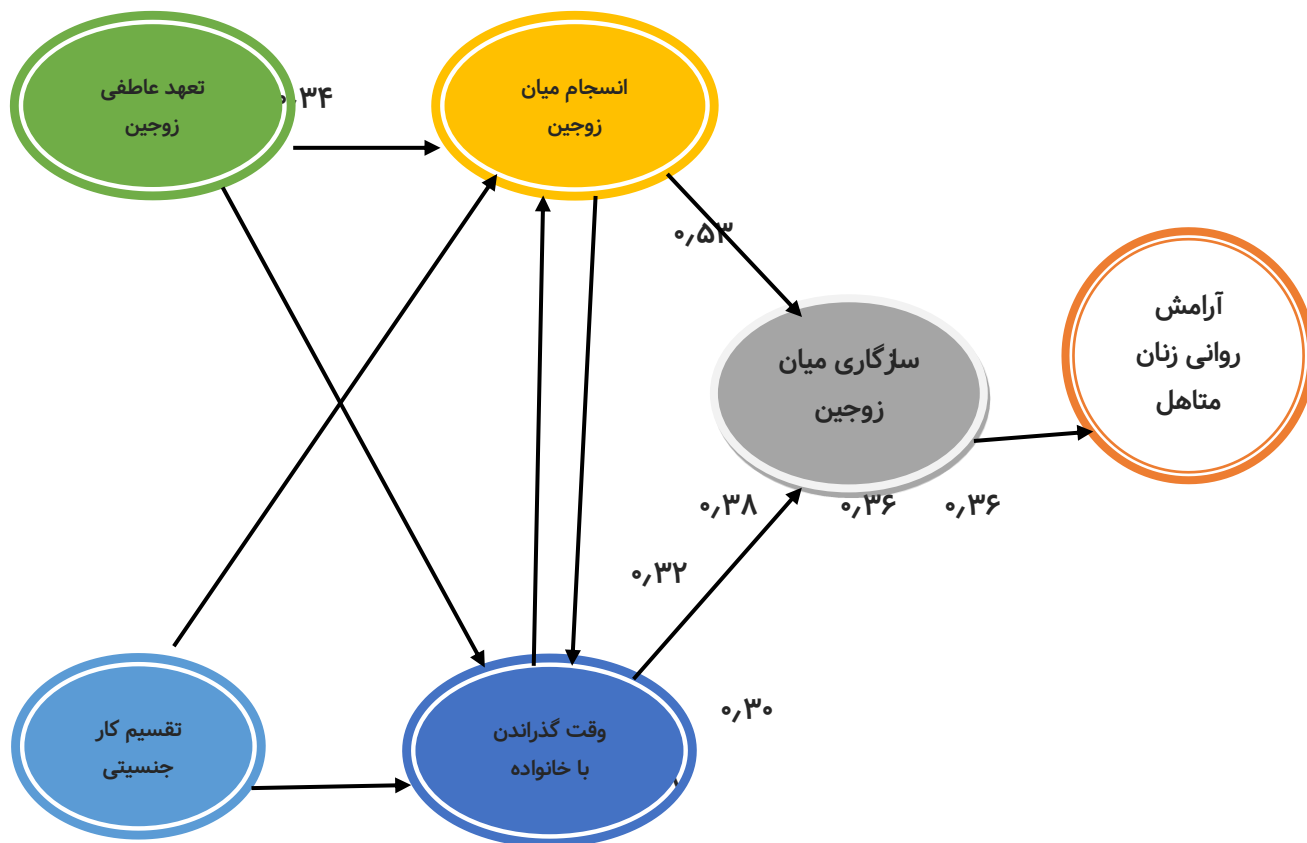 تعهد عاطفی
زوجین
۰٫۳۴
انسجام میان
زوجین
۰٫۵۳
آرامش
روانی زنان
متاهل
سازگاری میان
زوجین
۰٫۳۸
۰٫۳۶
۰٫۳۶
۰٫۳۲
۰٫۳۰
تقسیم کار
جنسیتی
وقت گذراندن
با خانواده